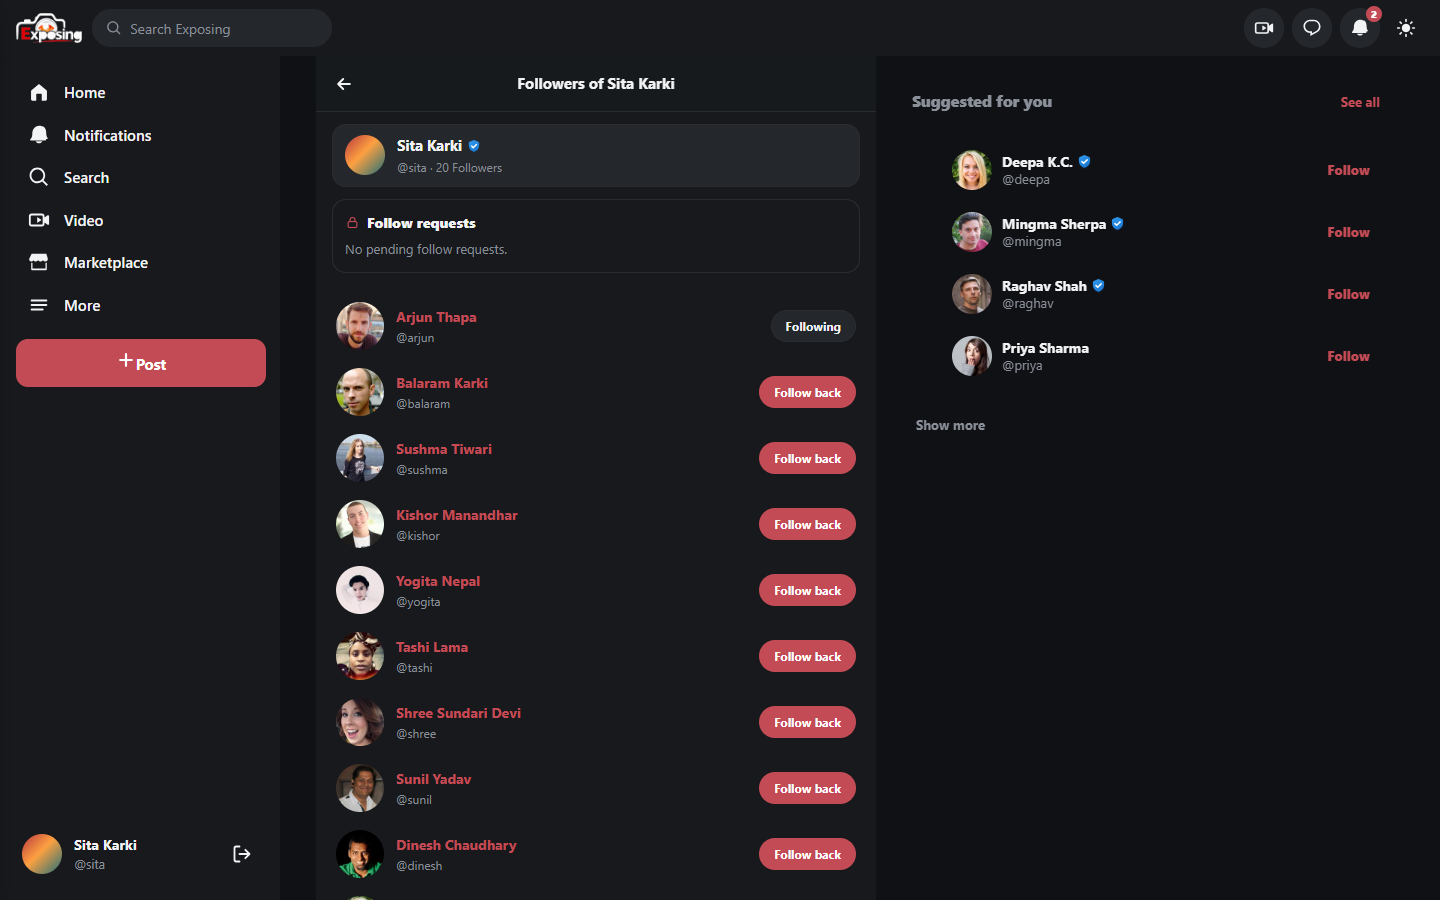 Exposing
Search Exposing
2
Home
Notifications
Search
Video
Marketplace
More
Post
Sita Karki
@sita
Followers of Sita Karki
Sita Karki
@sita · 20 Followers
Follow requests
No pending follow requests.
Arjun Thapa
@arjun
Following
Balaram Karki
@balaram
Follow back
Sushma Tiwari
@sushma
Follow back
Kishor Manandhar
@kishor
Follow back
Yogita Nepal
@yogita
Follow back
Tashi Lama
@tashi
Follow back
Shree Sundari Devi
@shree
Follow back
Sunil Yadav
@sunil
Follow back
Dinesh Chaudhary
@dinesh
Follow back
Suggested for you
See all
Deepa K.C.
@deepa
Follow
Mingma Sherpa
@mingma
Follow
Raghav Shah
@raghav
Follow
Priya Sharma
@priya
Follow
Show more